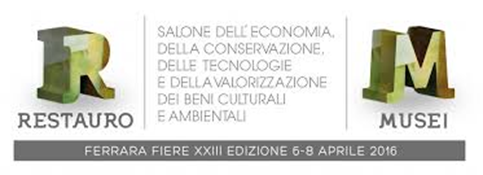 R
RESTAURO
SALONE DELL'ECONOMIA,
DELLA CONSERVAZIONE,
DELLE TECNOLOGIE
E DELLA VALORIZZAZIONE
DEI BENI CULTURALI
E AMBIENTALI
M
MUSEI
FERRARA FIERE XXIII EDIZIONE 6-8 APRILE 2016